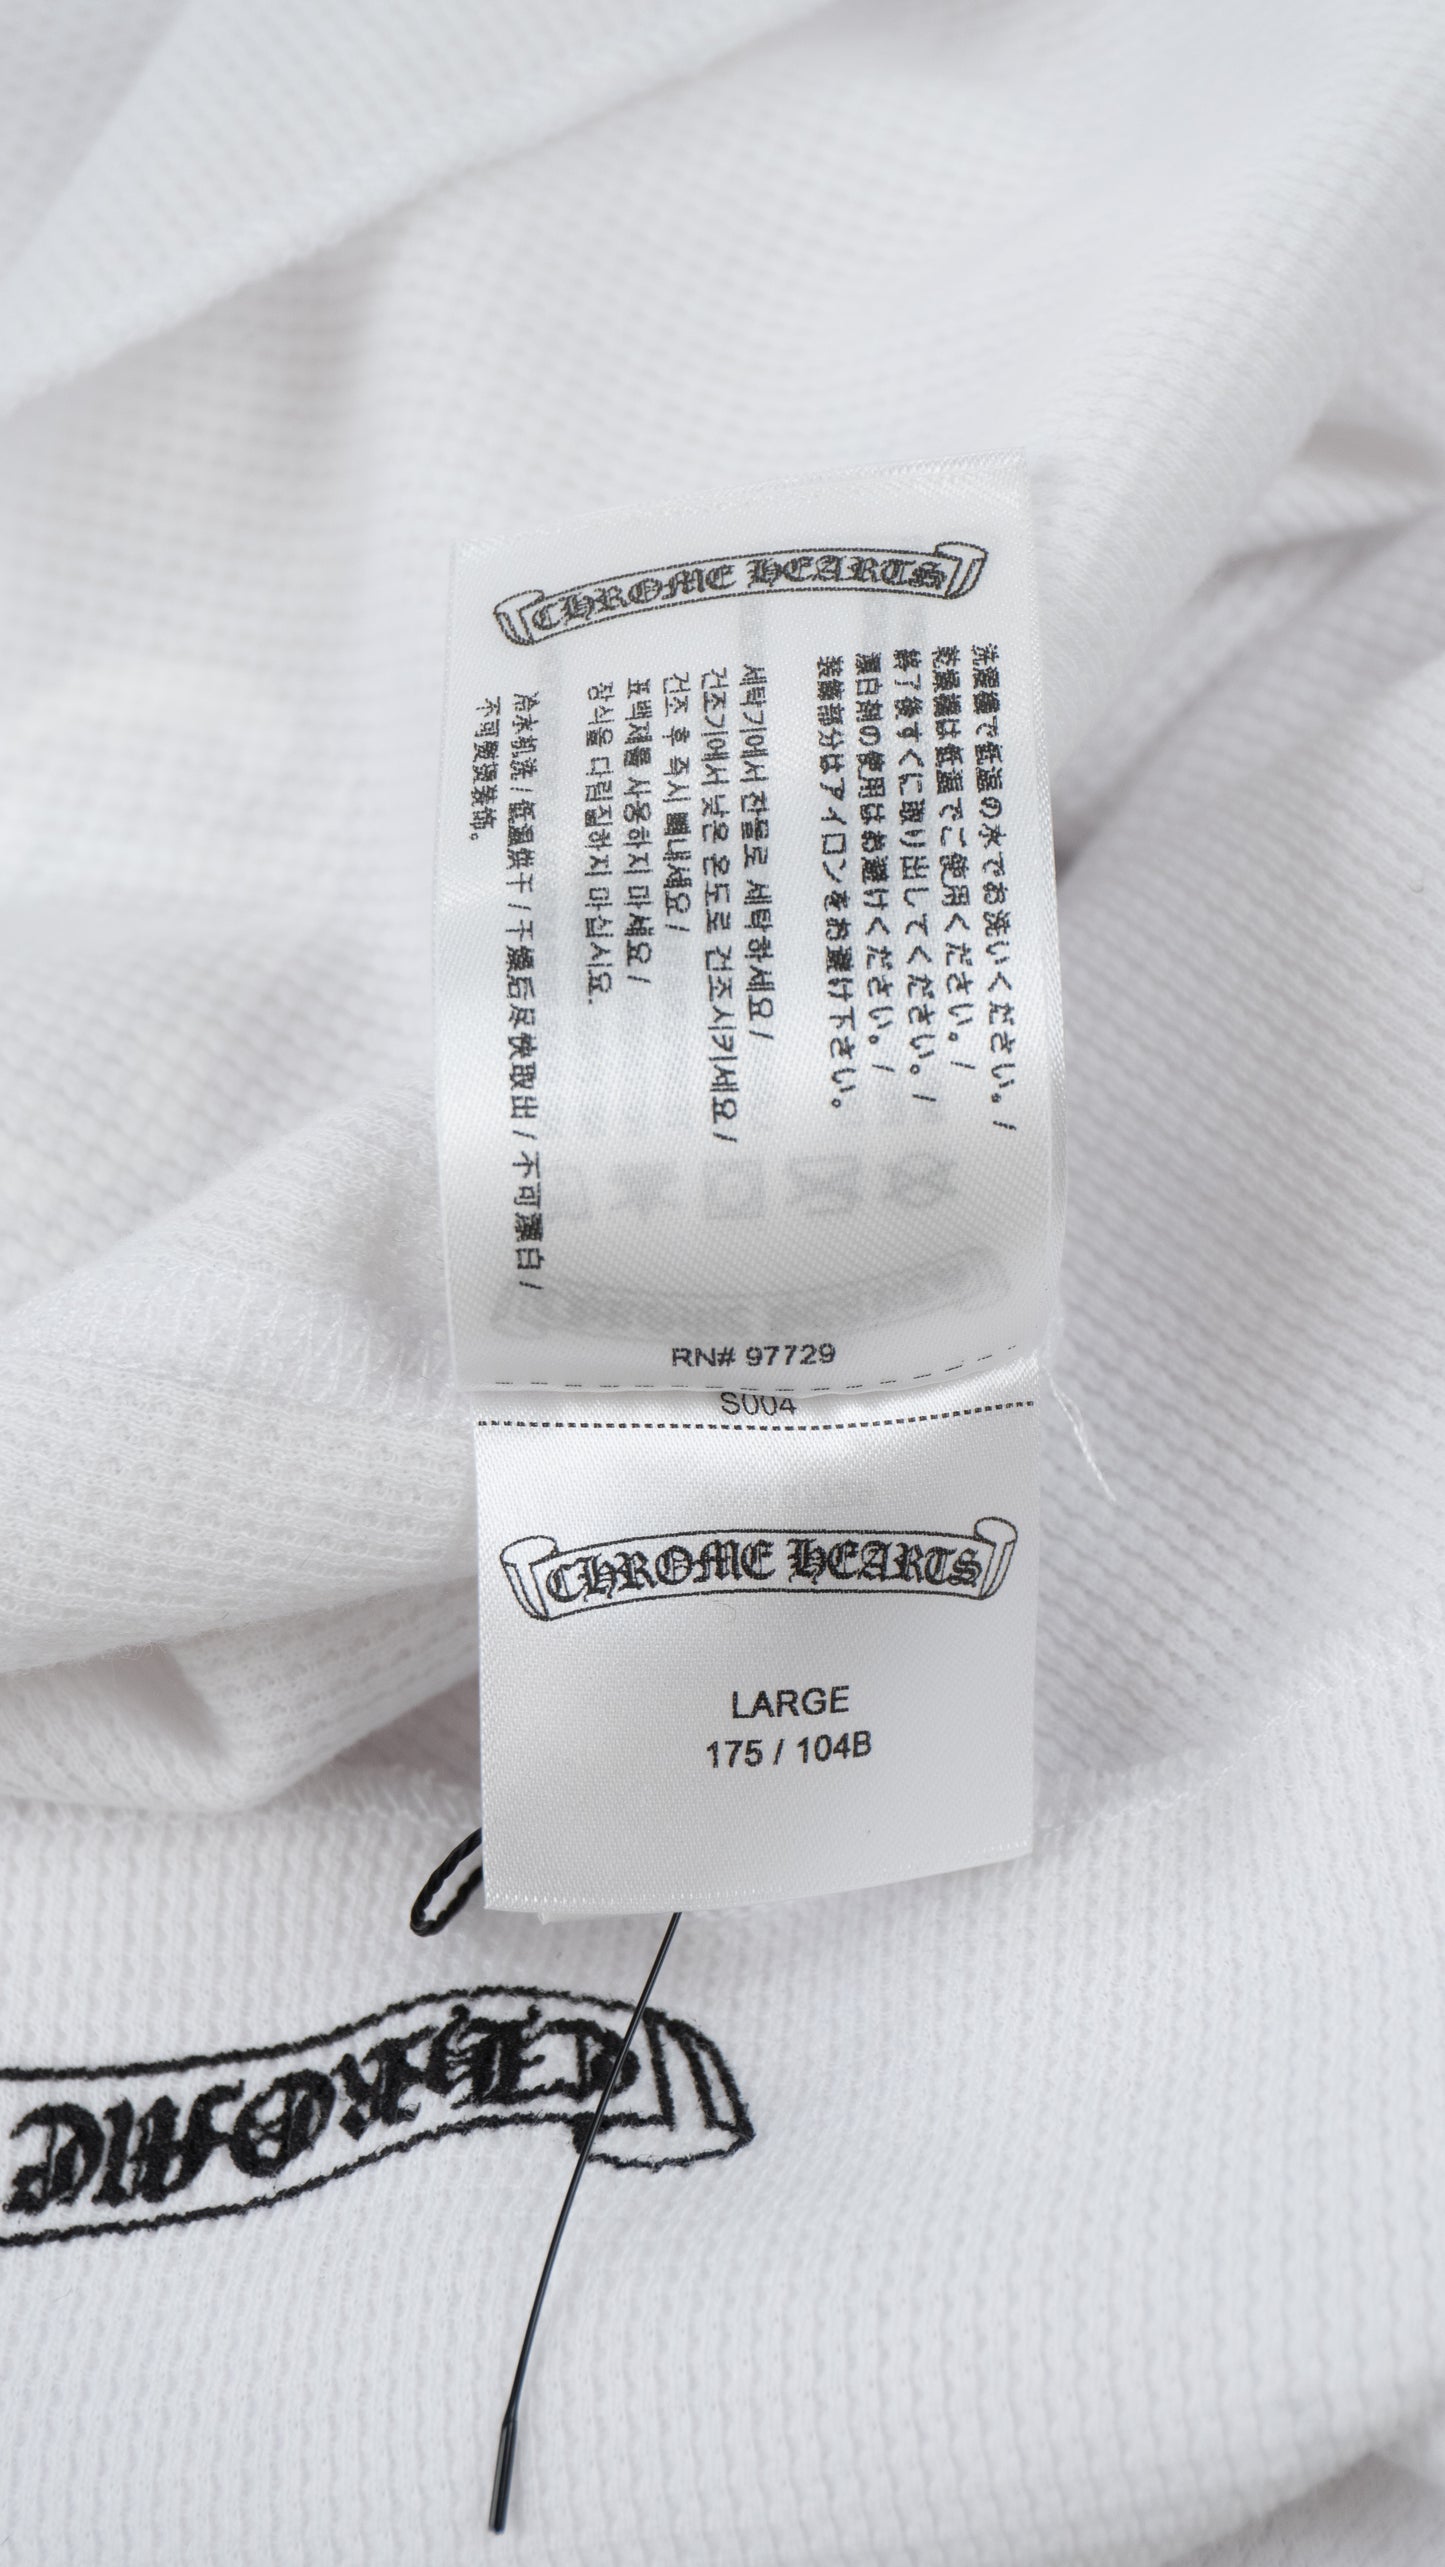 CHROME HEARTS
洗濯機で低温の水でお洗いください。/
乾燥機は低温でご使用ください。/
終了後すぐに取り出してください。/
漂白剤の使用はお避けください。/
装飾部分はアイロンをお避け下さい。
세탁기에서 찬물로 세탁하세요/
건조기에서 낮은 온도로 건조시키세요/
건조 후 즉시 빼내세요/
표백제를 사용하지 마세요/
장식을 다림질하지 마십시요.
冷水机洗/低温烘干/干燥后尽快取出/不可漂白/
不可熨烫装饰。
RN# 97729
S004
CHROME HEARTS
LARGE
175 / 104B
CHROME